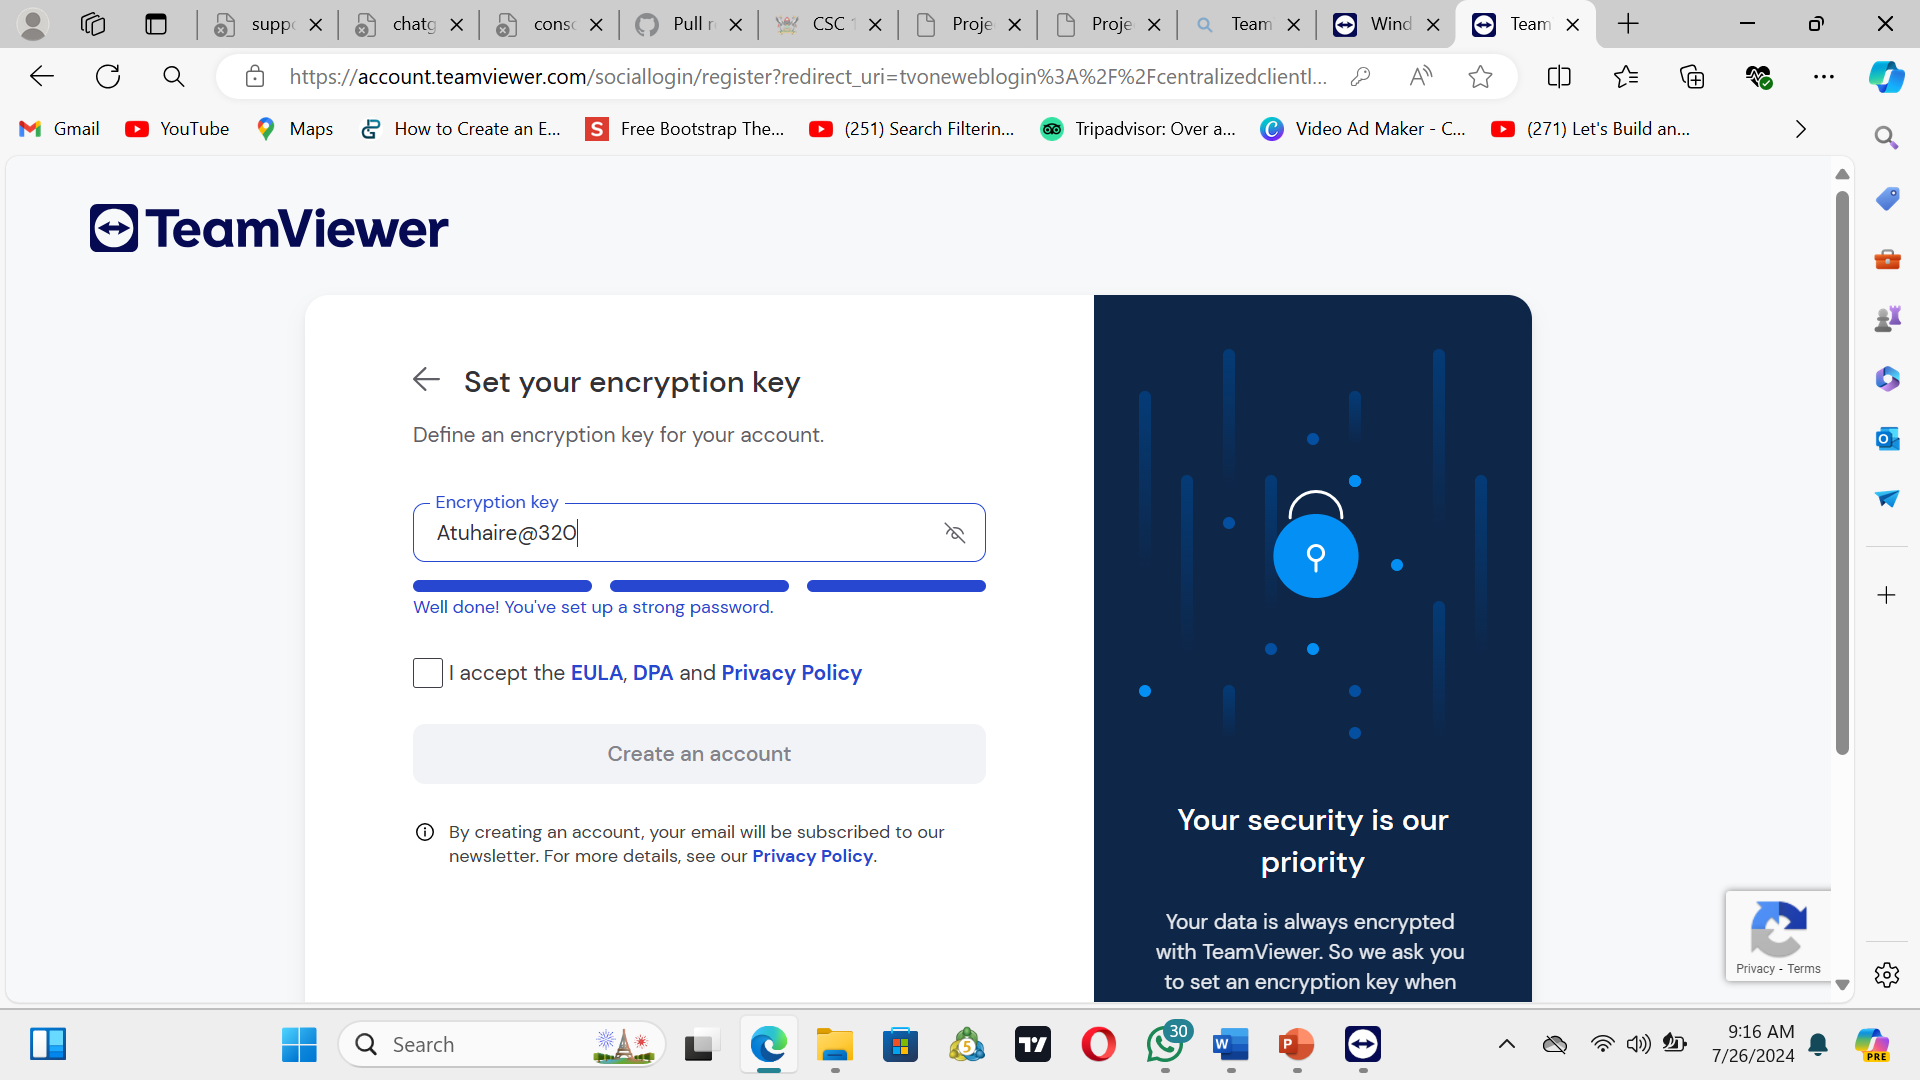 suppo
chatg
conso
Pull r
CSC 1
Proje
Proje
Team
Wind
Team
https://account.teamviewer.com/sociallogin/register?redirect_uri=tvoneweblogin%3A%2F%2Fcentralizedclientl...
Gmail
YouTube
Maps
How to Create an E...
Free Bootstrap The...
(251) Search Filterin...
Tripadvisor: Over a...
Video Ad Maker - C...
(271) Let's Build an...
TeamViewer
Set your encryption key
Define an encryption key for your account.
Encryption key
Atuhaire@320
Well done! You've set up a strong password.
I accept the EULA, DPA and Privacy Policy
Create an account
By creating an account, your email will be subscribed to our
newsletter. For more details, see our Privacy Policy.
Your security is our
priority
Your data is always encrypted
with TeamViewer. So we ask you
to set an encryption key when
Privacy - Terms
Search
30
9:16 AM
7/26/2024
PRE